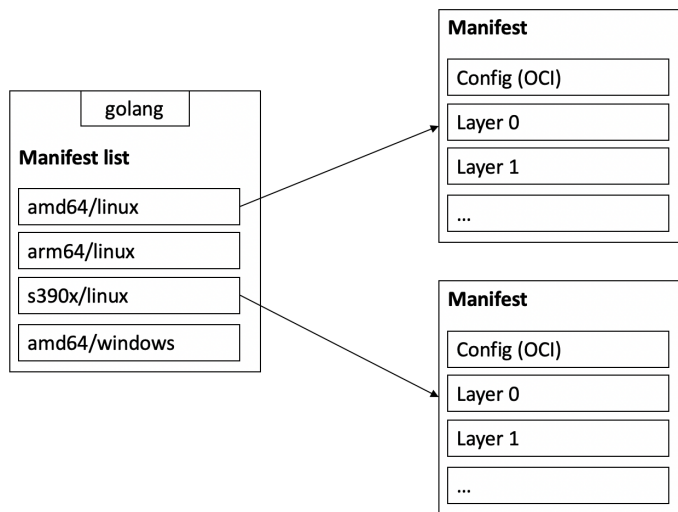 golang
Manifest list
amd64/linux
arm64/linux
s390x/linux
amd64/windows
Manifest
Config (OCI)
Layer 0
Layer 1
...
Manifest
Config (OCI)
Layer 0
Layer 1
...